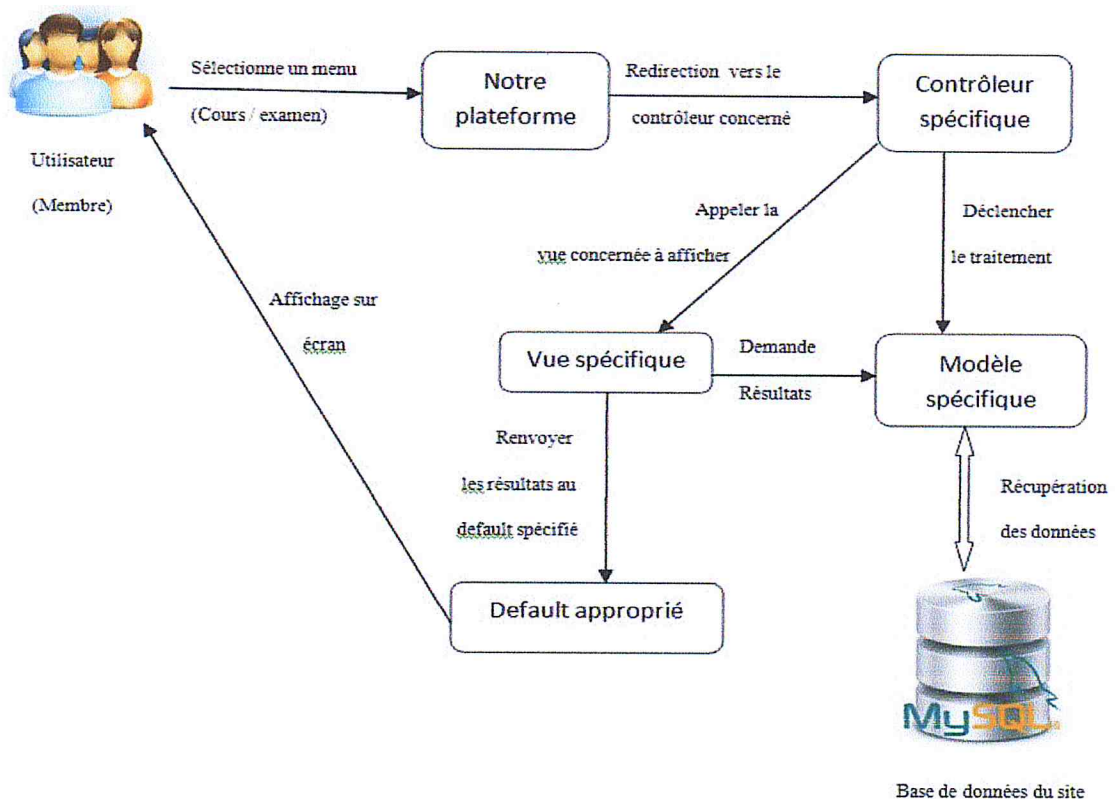 Sélectionne un menu
(Cours / examen)
Notre
plateforme
Redirection vers le
contrôleur concerné
Contrôleur
spécifique
Utilisateur
(Membre)
Appeler la
vue concernée à afficher
Déclencher
le traitement
Affichage sur
écran
Vue spécifique
Demande
Résultats
Modèle
spécifique
Renvoyer
les résultats au
default spécifié
Récupération
des données
Default approprié
MySQL
Base de données du site